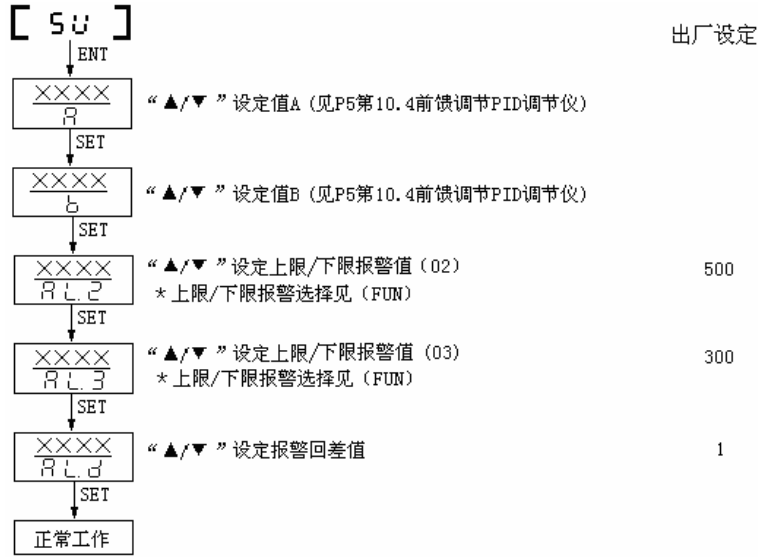 [ SU ]
出厂设定
ENT
XXXX
A
“▲/▼ ”设定值A (见P5第10.4前馈调节PID调节仪)
SET
XXXX
b
“▲/▼ ”设定值B (见P5第10.4前馈调节PID调节仪)
SET
XXXX
AL.2
“▲/▼ ”设定上限/下限报警值 (02)
500
*上限/下限报警选择见 (FUN)
SET
XXXX
AL.3
“▲/▼ ”设定上限/下限报警值 (03)
300
*上限/下限报警选择见 (FUN)
SET
XXXX
AL.d
“▲/▼ ”设定报警回差值
1
SET
正常工作